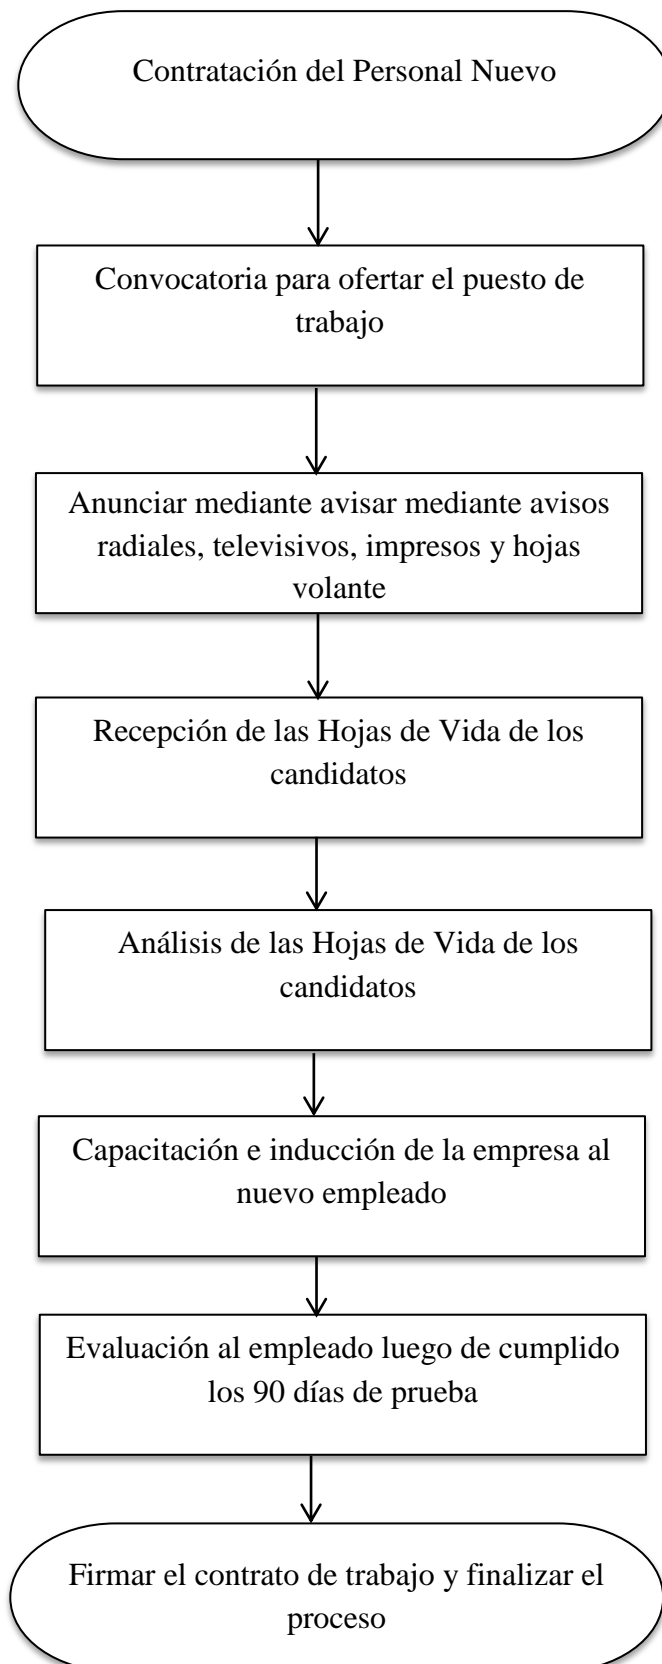 Contratación del Personal Nuevo
Convocatoria para ofertar el puesto de
trabajo
Anunciar mediante avisar mediante avisos
radiales, televisivos, impresos y hojas
volante
Recepción de las Hojas de Vida de los
candidatos
Análisis de las Hojas de Vida de los
candidatos
Capacitación e inducción de la empresa al
nuevo empleado
Evaluación al empleado luego de cumplido
los 90 días de prueba
Firmar el contrato de trabajo y finalizar el
proceso